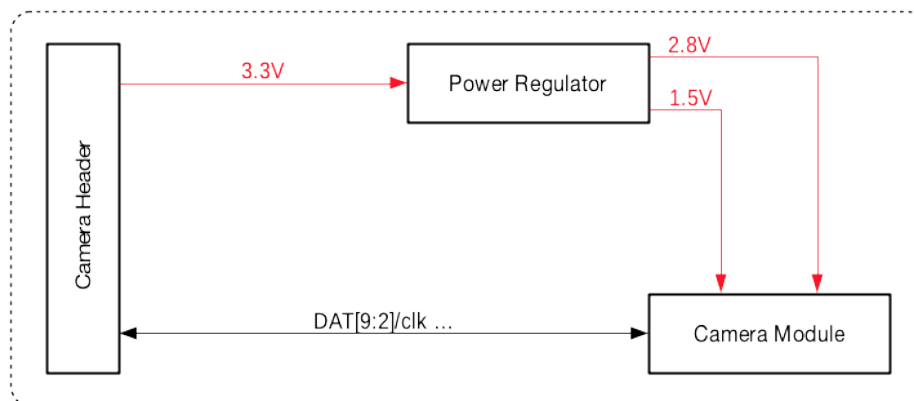 3.3V
Power Regulator
2.8V
1.5V
Camera Header
DAT[9:2]/clk ...
Camera Module